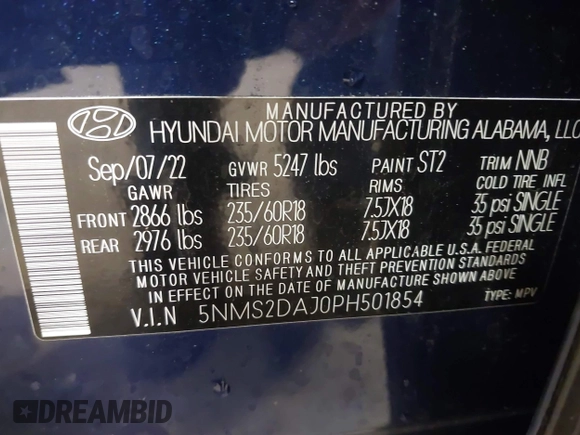 MANUFACTURED BY
HYUNDAI MOTOR MANUFACTURING ALABAMA, LLC
Sep/07/22 GVWR 5247 lbs PAINT ST2 TRIM NNB
GAWR TIRES RIMS COLD TIRE INFL
FRONT 2866 lbs 235/60R18 7.5JX18 35 psi SINGLE
REAR 2976 lbs 235/60R18 7.5JX18 35 psi SINGLE
THIS VEHICLE CONFORMS TO ALL APPLICABLE U.S.A. FEDERAL
MOTOR VEHICLE SAFETY AND THEFT PREVENTION STANDARDS
IN EFFECT ON THE DATE OF MANUFACTURE SHOWN ABOVE
V.I.N 5NMS2DAJ0PH501854 TYPE: MPV
DREAMBID